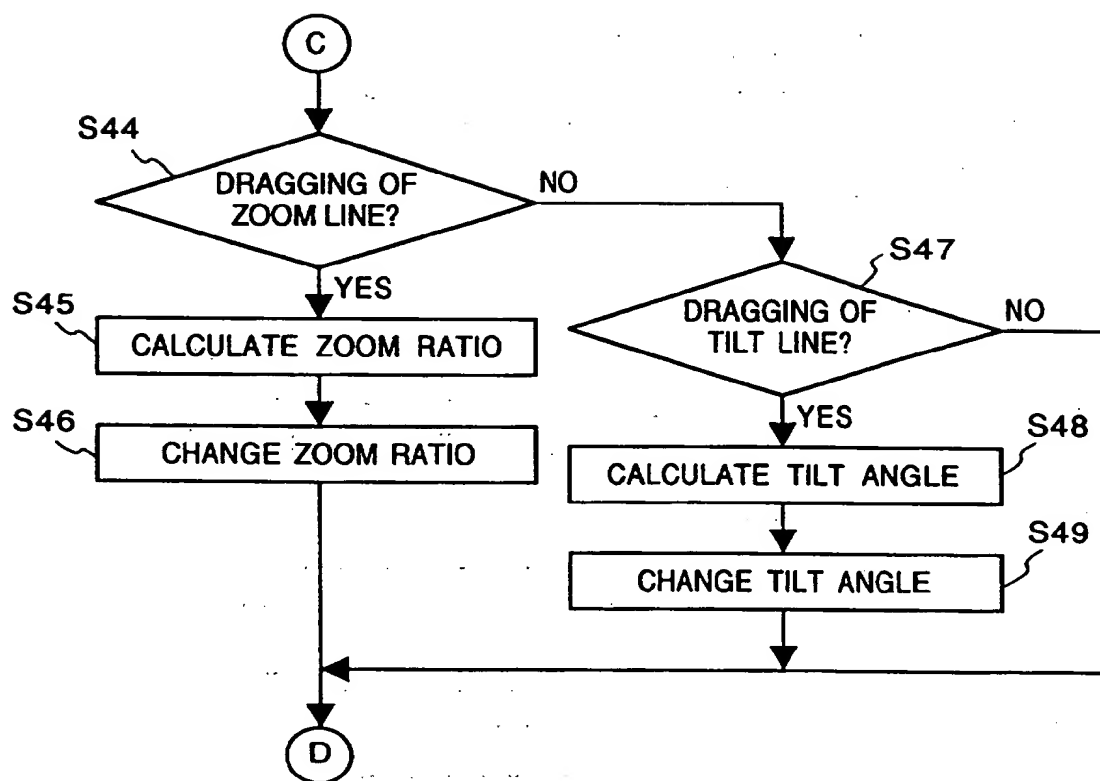 C
S44
DRAGGING OF
ZOOM LINE?
NO
YES
S45
CALCULATE ZOOM RATIO
S46
CHANGE ZOOM RATIO
S47
DRAGGING OF
TILT LINE?
NO
YES
S48
CALCULATE TILT ANGLE
S49
CHANGE TILT ANGLE
D